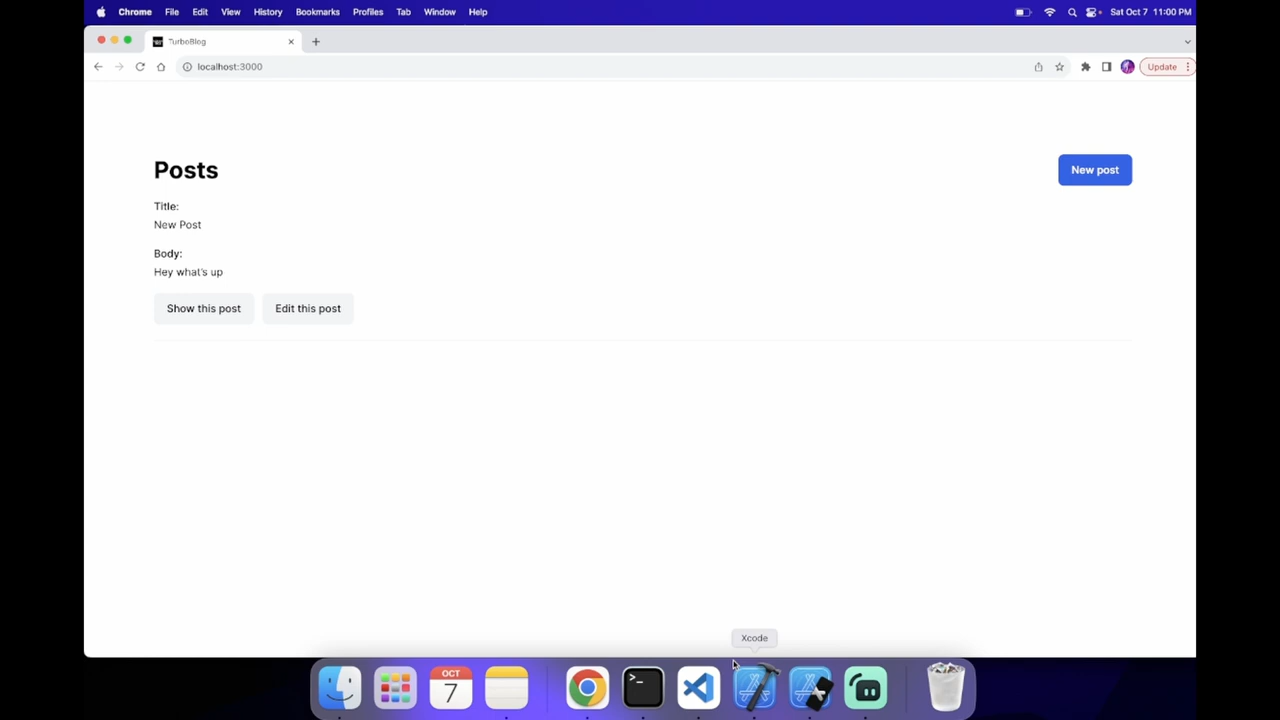 Chrome File Edit View History Bookmarks Profiles Tab Window Help Sat Oct 7 11:00 PM
TurboBlog
localhost:3000 Update
Posts New post
Title:
New Post
Body:
Hey what's up
Show this post Edit this post
Xcode
OCT
7
>_